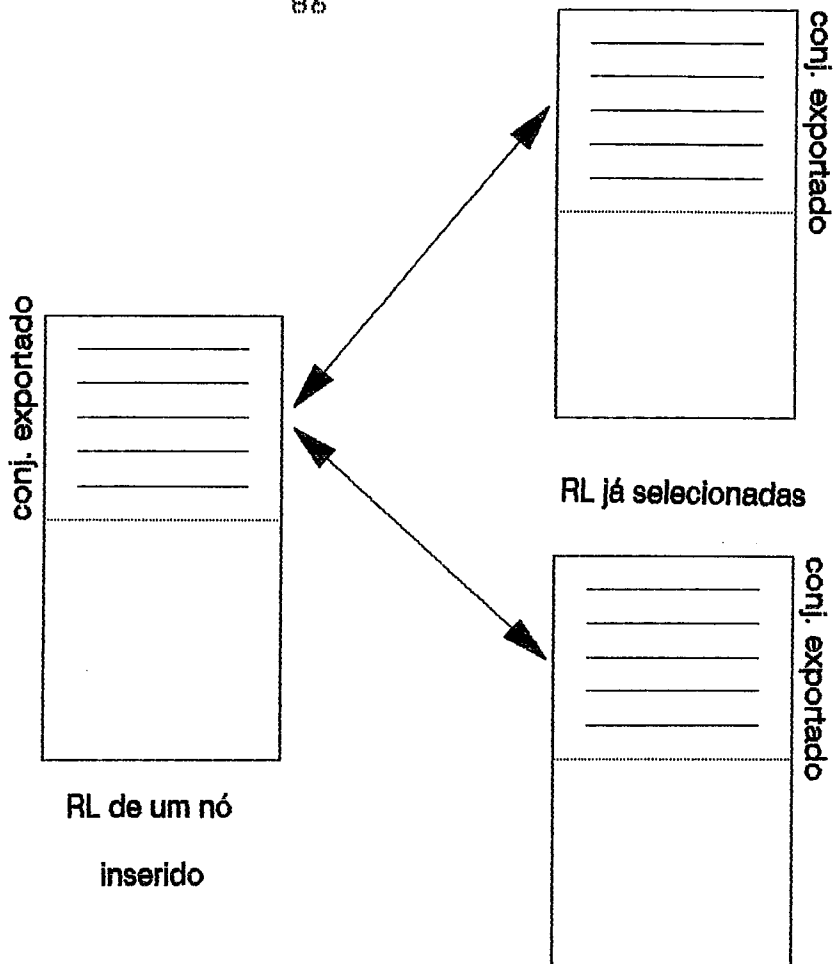 conj. exportado
conj. exportado
RL já selecionadas
conj. exportado
RL de um nó
inserido